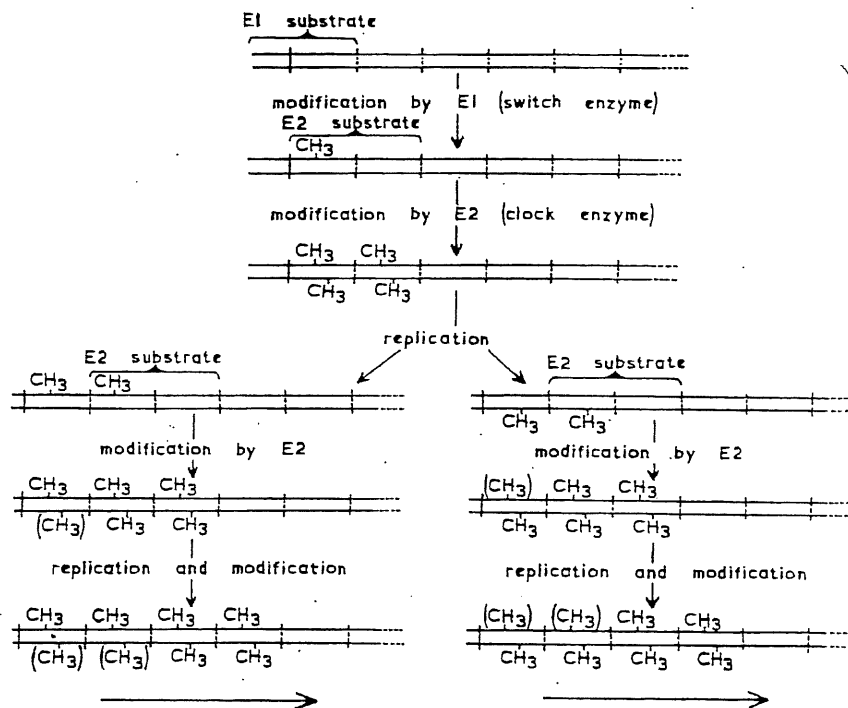 E1 substrate
modification by E1 (switch enzyme)
E2 substrate
CH3
modification by E2 (clock enzyme)
CH3 CH3
CH3 CH3
replication
E2 substrate
CH3 CH3
modification by E2
CH3 CH3 CH3
(CH3) CH3 CH3
replication and modification
CH3 CH3 CH3 CH3
(CH3) (CH3) CH3 CH3
E2 substrate
CH3 CH3
modification by E2
(CH3) CH3 CH3
CH3 CH3 CH3
replication and modification
(CH3) (CH3) CH3 CH3
CH3 CH3 CH3 CH3